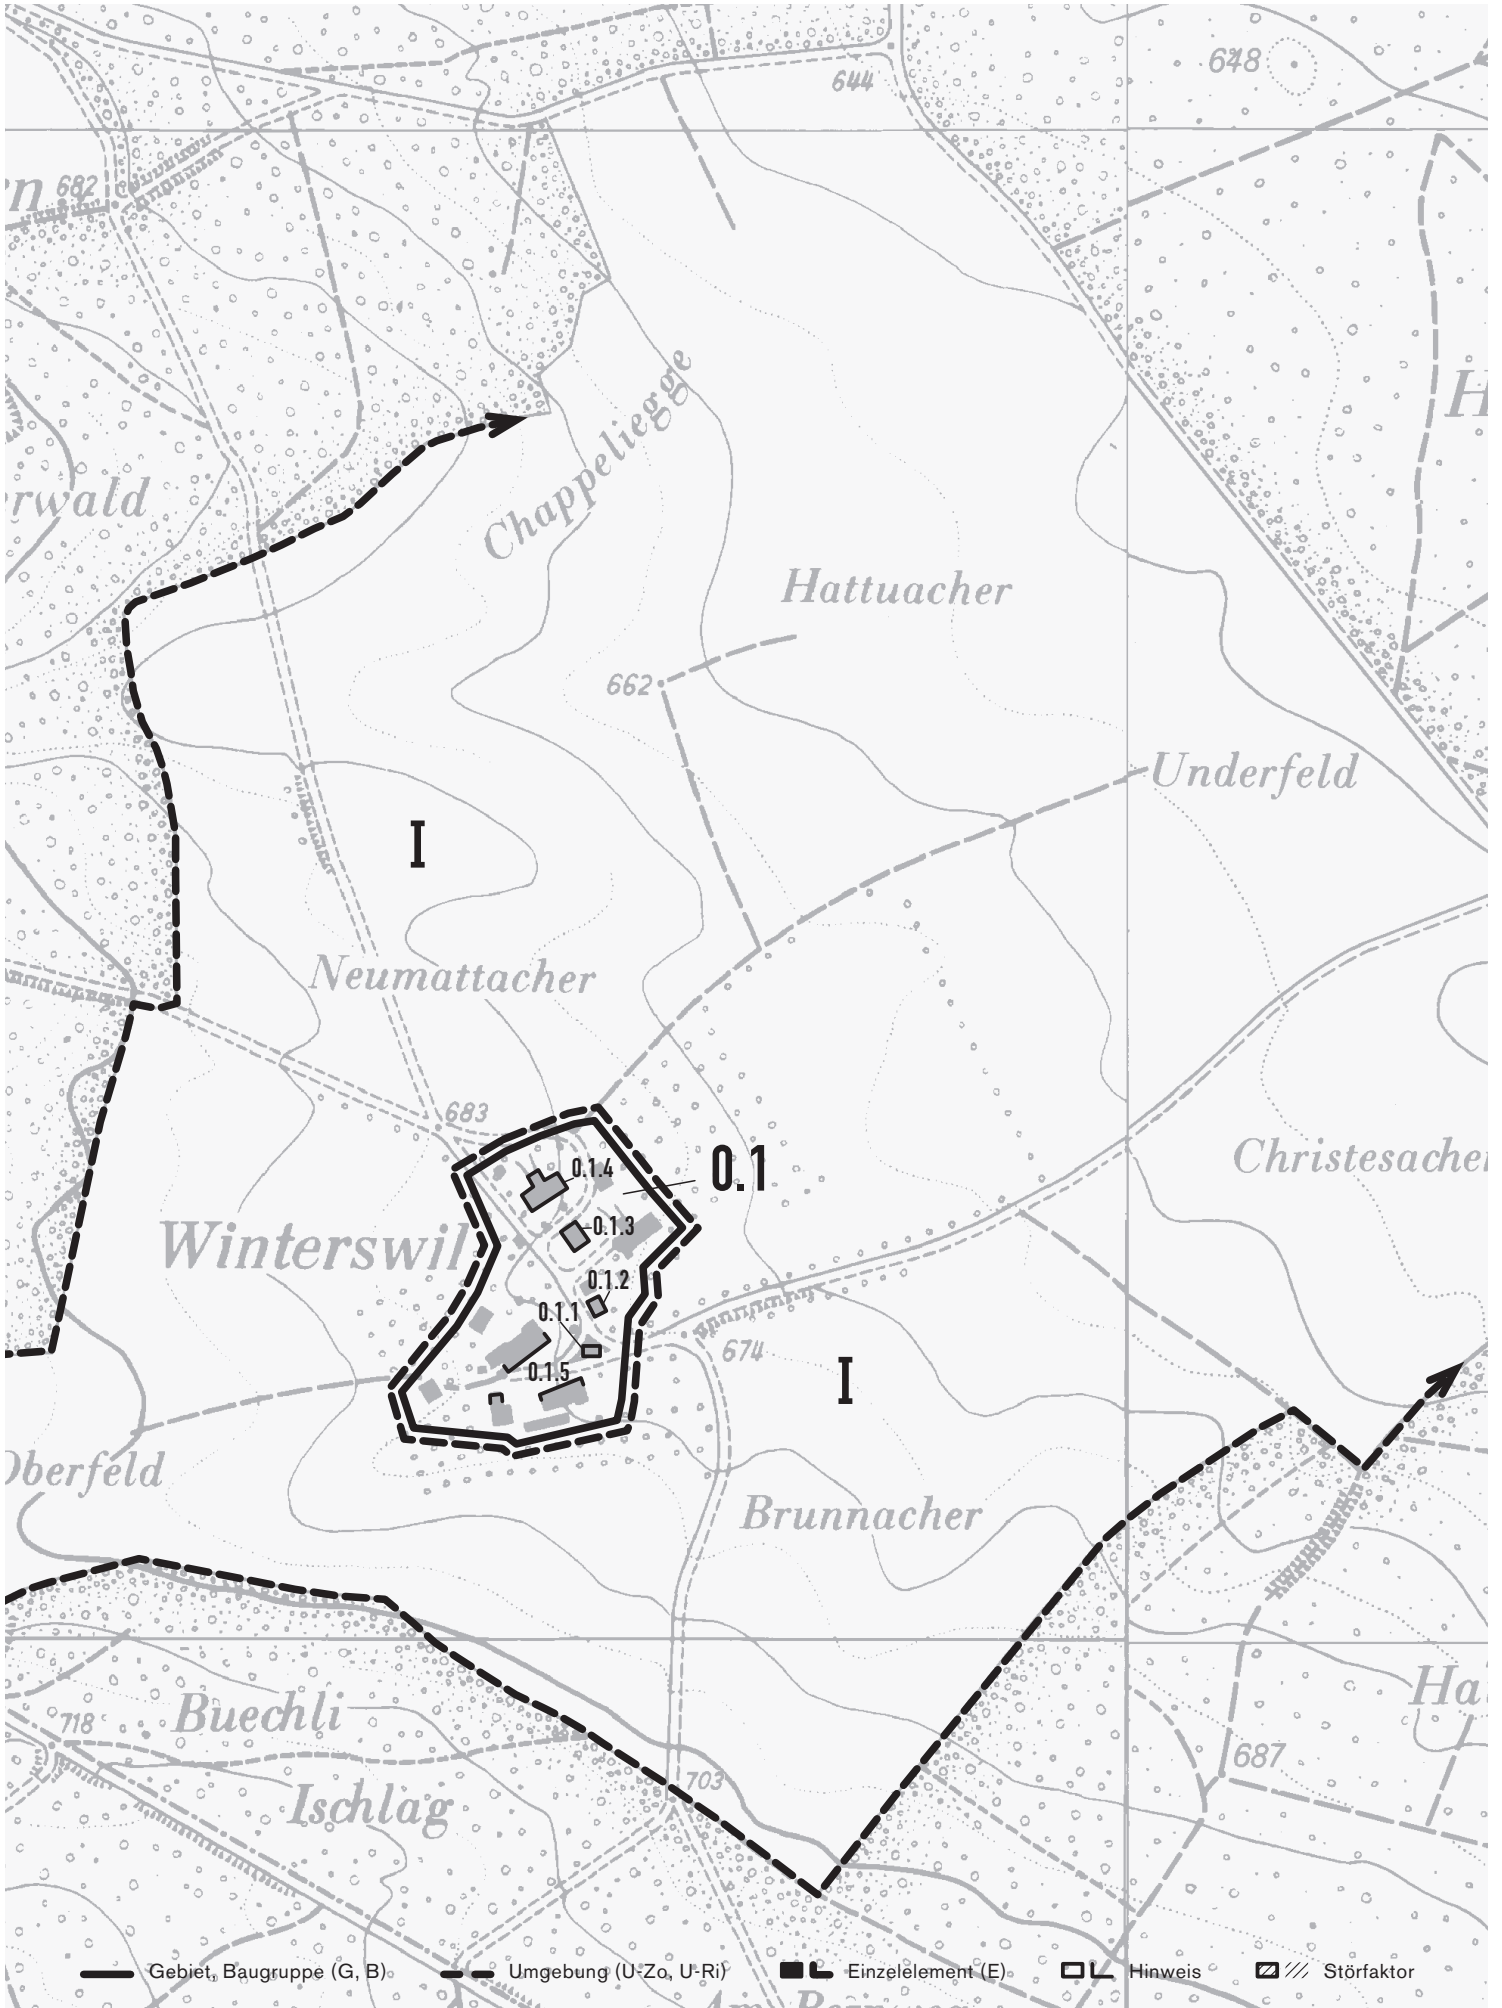 648
644
n 682
H
Chappeliegge
rwald
Hattuacher
662
Underfeld
I
Neumattacher
683
0.1.4
0.1
Christesacher
0.1.3
Winterswil
0.1.2
0.1.1
674
0.1.5
I
Oberfeld
Brunnacher
Ha
Buechli
718
687
703
Ischlag
Gebiet, Baugruppe (G, B)
Umgebung (U-Zo, U-Ri)
Einzelelement (E)
Hinweis
Störfaktor